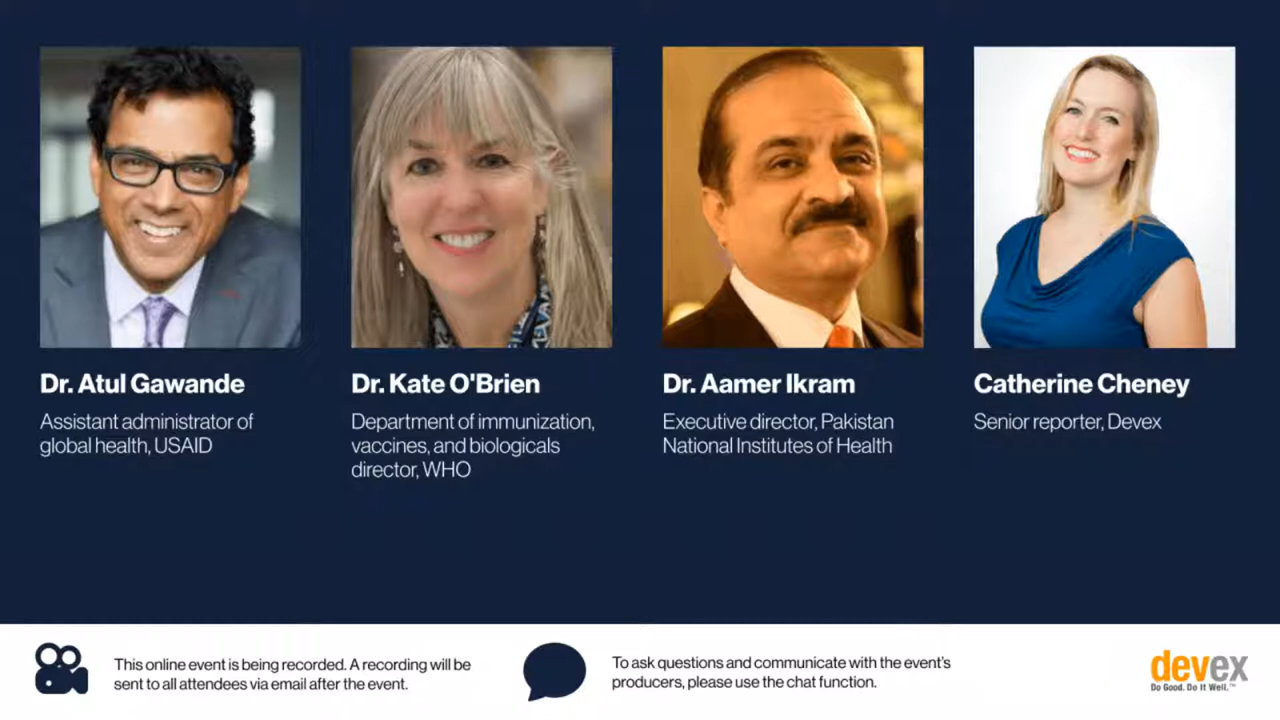 Dr. Atul Gawande
Assistant administrator of
global health, USAID
Dr. Kate O'Brien
Department of immunization,
vaccines, and biologicals
director, WHO
Dr. Aamer Ikram
Executive director, Pakistan
National Institutes of Health
Catherine Cheney
Senior reporter, Devex
This online event is being recorded. A recording will be
sent to all attendees via email after the event.
To ask questions and communicate with the event's
producers, please use the chat function.
devex
Do Good. Do It Well.™